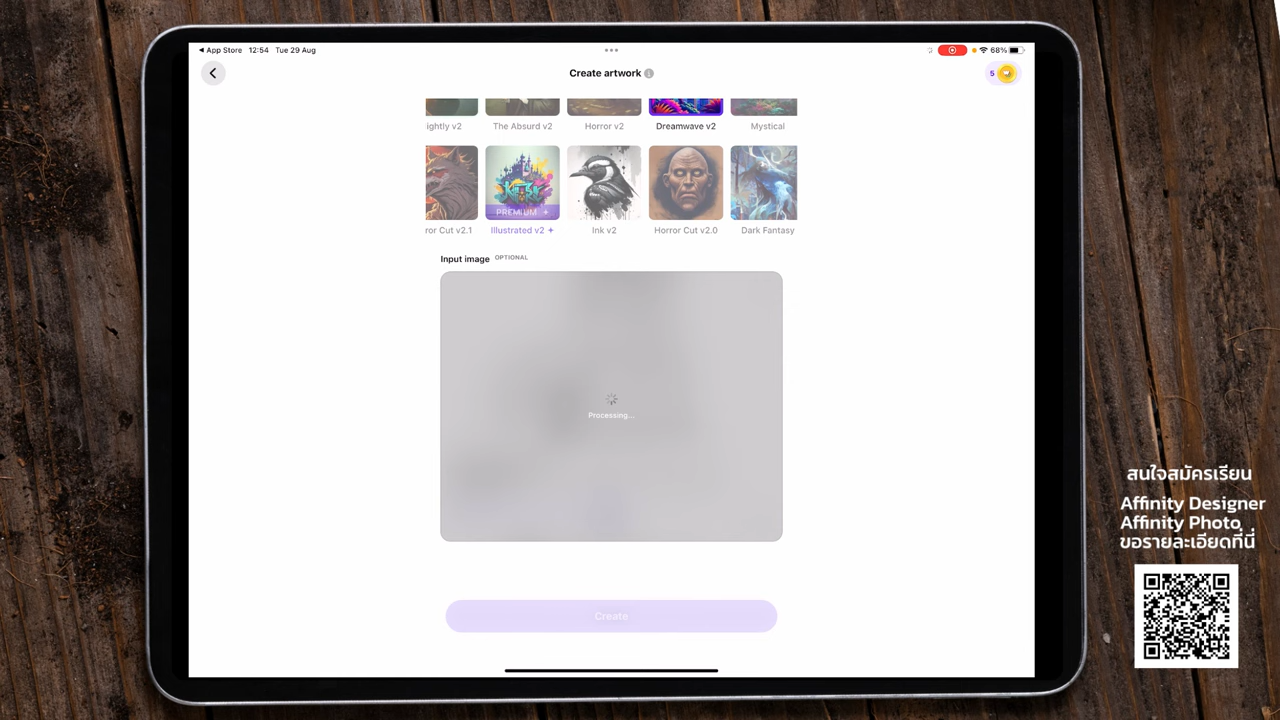 App Store 12:54 Tue 29 Aug
68%
Create artwork
5
ightly v2
The Absurd v2
Horror v2
Dreamwave v2
Mystical
PREMIUM +
ror Cut v2.1
Illustrated v2 +
Ink v2
Horror Cut v2.0
Dark Fantasy
Input image OPTIONAL
Processing...
Create
สนใจสมัครเรียน
Affinity Designer
Affinity Photo
ขอรายละเอียดที่นี่